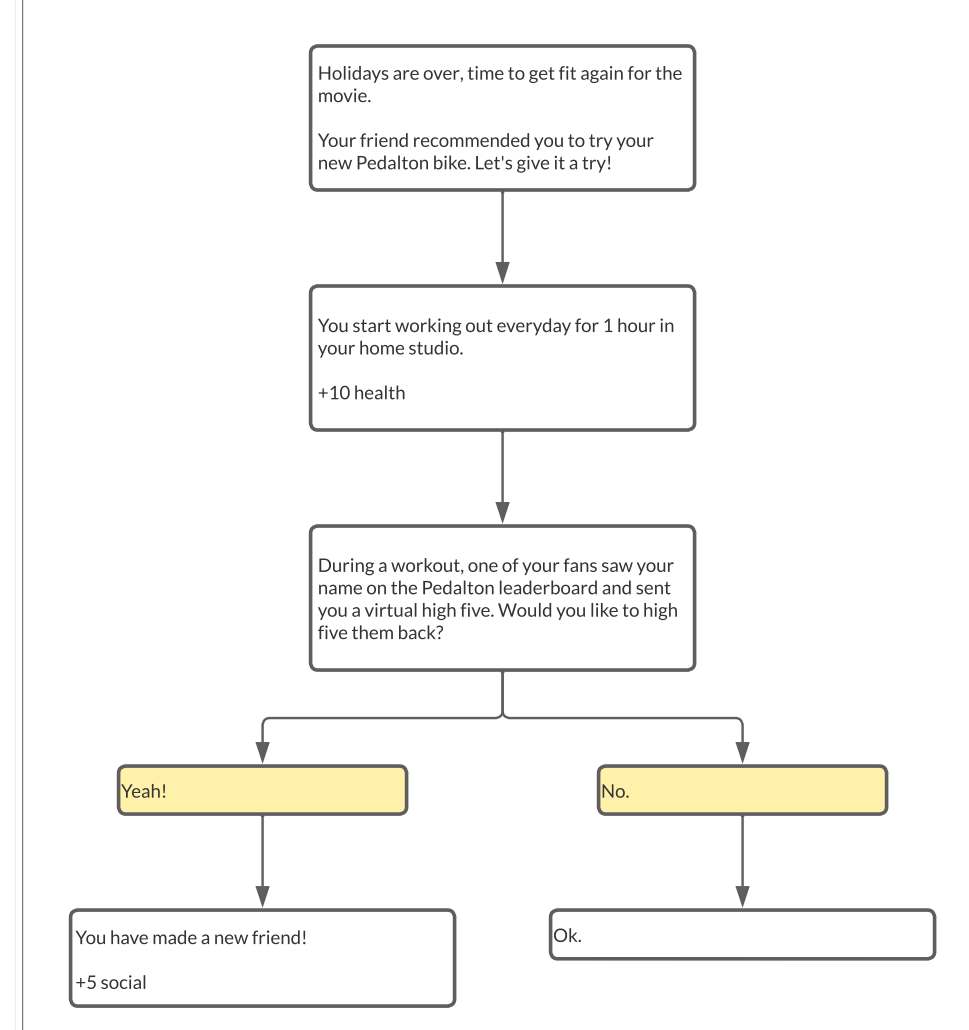 Holidays are over, time to get fit again for the
movie.
Your friend recommended you to try your
new Pedalton bike. Let's give it a try!
You start working out everyday for 1 hour in
your home studio.
+10 health
During a workout, one of your fans saw your
name on the Pedalton leaderboard and sent
you a virtual high five. Would you like to high
five them back?
Yeah!
No.
You have made a new friend!
+5 social
Ok.